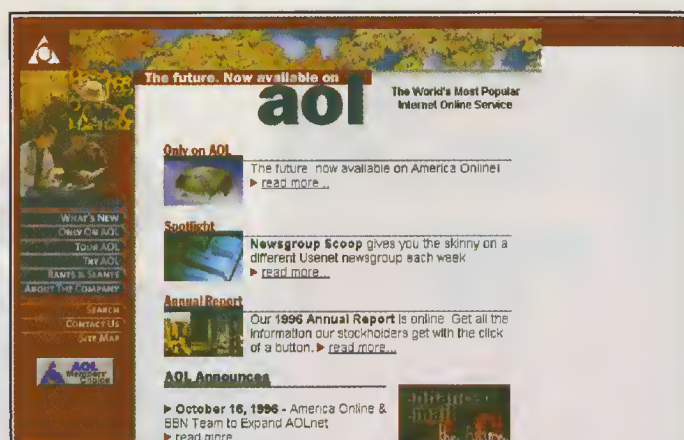 The future. Now available on
aol
The World's Most Popular
Internet Online Service
Only on AOL
The future now available on America Online!
▶ read more...
Spotlight
Newsgroup Scoop gives you the skinny on a
different Usenet newsgroup each week
▶ read more...
Annual Report
Our 1996 Annual Report is online. Get all the
information our stockholders get with the click
of a button. ▶ read more...
AOL Announces
▶ October 16, 1996 - America Online &
BBN Team to Expand AOLnet
▶ read more
WHAT'S NEW
ONLY ON AOL
TOUR AOL
TRY AOL
RANTS & SLANTS
ABOUT THE COMPANY
SEARCH
CONTACT US
SITE MAP
AOL
Members'
Choice